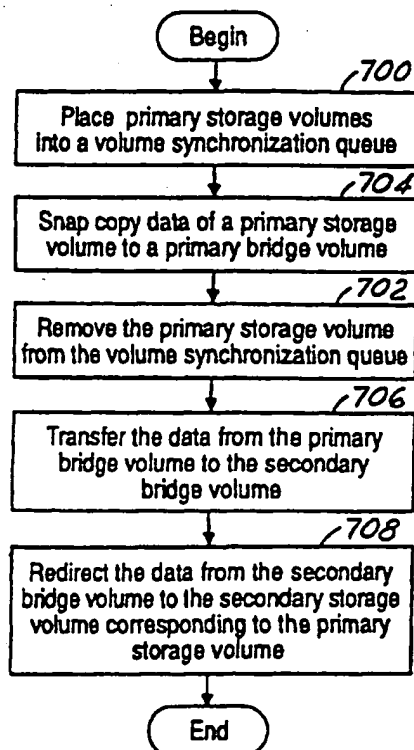 Begin
700
Place primary storage volumes
into a volume synchronization queue
704
Snap copy data of a primary storage
volume to a primary bridge volume
702
Remove the primary storage volume
from the volume synchronization queue
706
Transfer the data from the primary
bridge volume to the secondary
bridge volume
708
Redirect the data from the secondary
bridge volume to the secondary storage
volume corresponding to the primary
storage volume
End